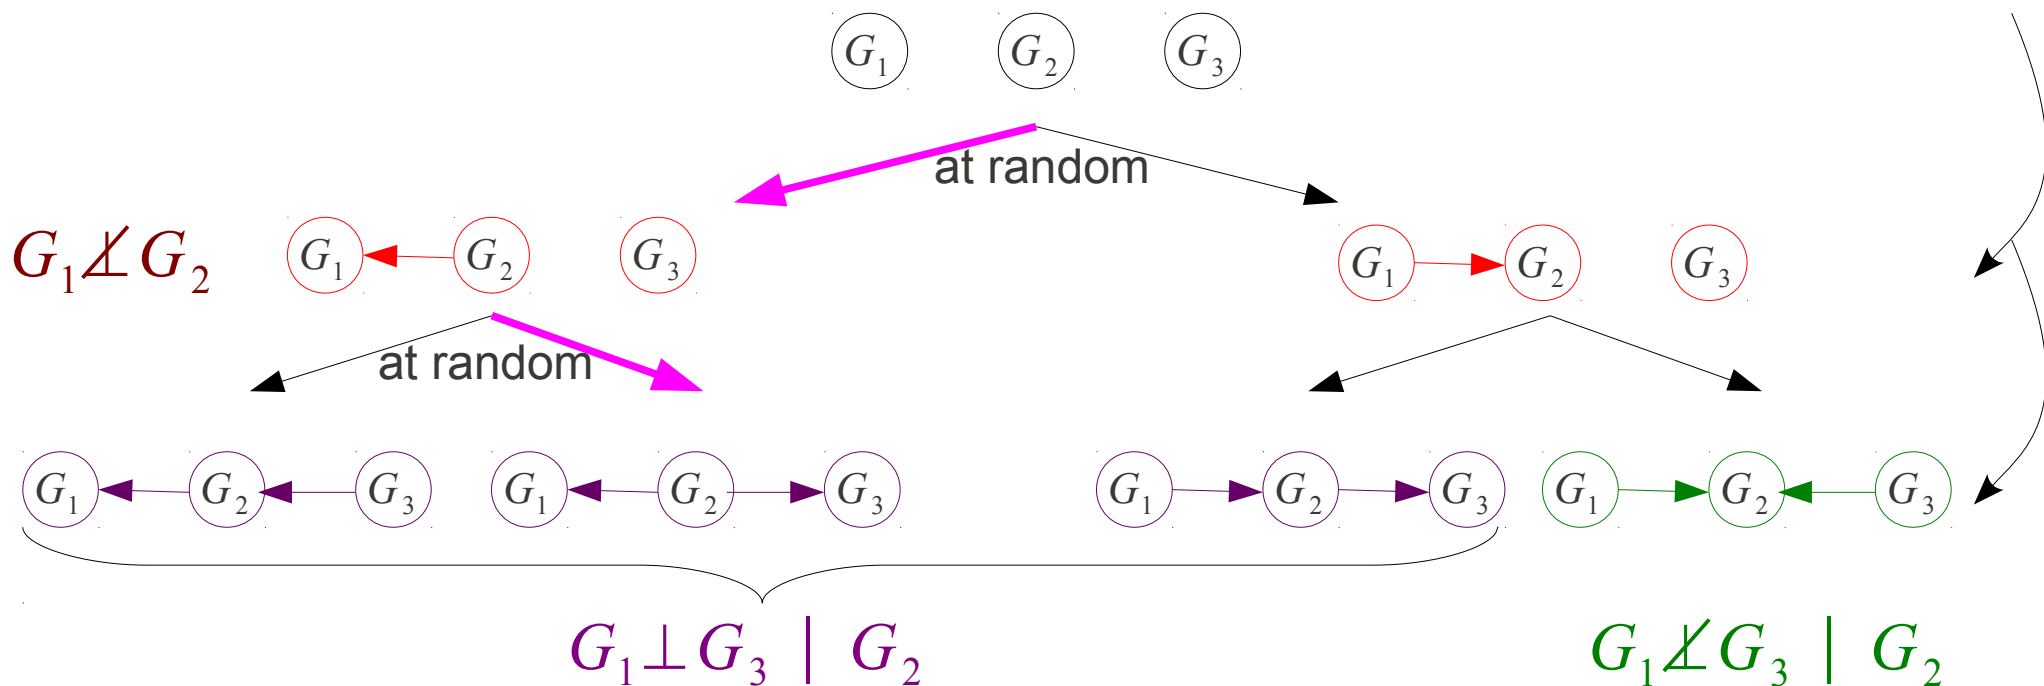 G₁ G₂ G₃
at random
G₁ ⊥̸ G₂ G₁ G₂ G₃ G₁ G₂ G₃
at random
G₁ G₂ G₃ G₁ G₂ G₃ G₁ G₂ G₃ G₁ G₂ G₃
G₁ ⊥ G₃ | G₂ G₁ ⊥̸ G₃ | G₂